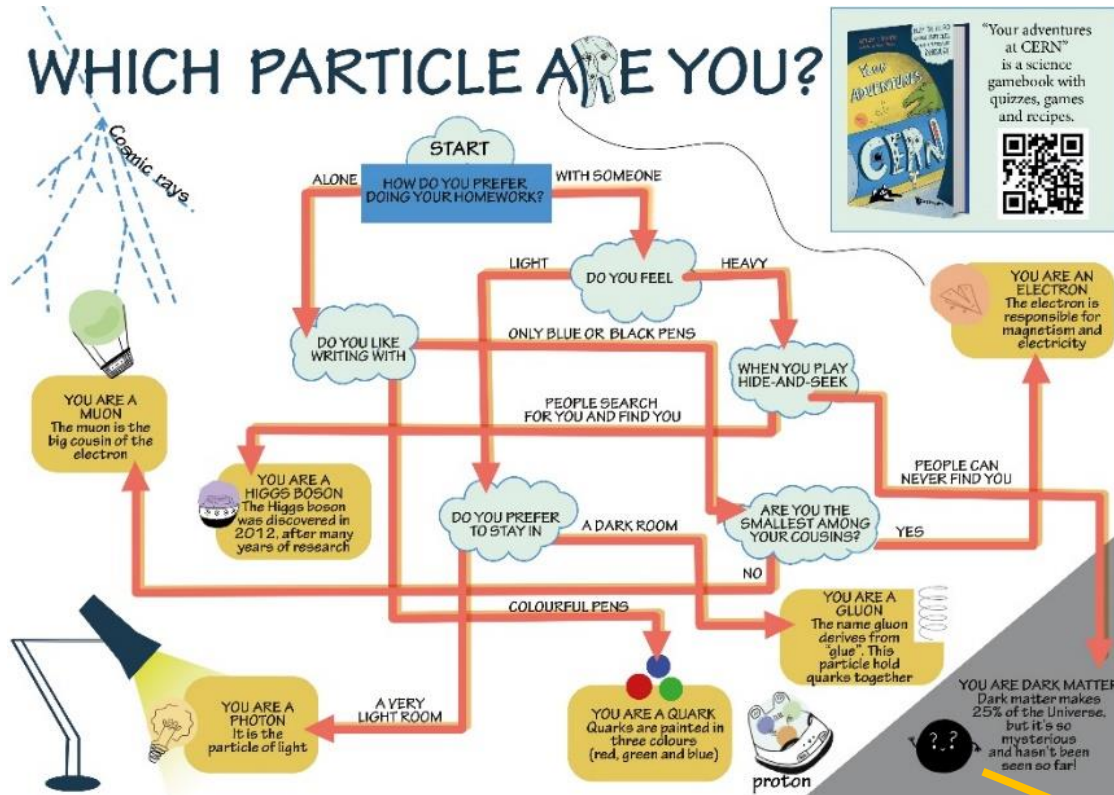 WHICH PARTICLE ARE YOU?
"Your adventures
at CERN"
is a science
gamebook with
quizzes, games
and recipes.
YOUR
ADVENTURES
CERN
Cosmic rays
START
HOW DO YOU PREFER
DOING YOUR HOMEWORK?
ALONE
WITH SOMEONE
DO YOU FEEL
LIGHT
HEAVY
YOU ARE AN
ELECTRON
The electron is
responsible for
magnetism and
electricity
DO YOU LIKE
WRITING WITH
ONLY BLUE OR BLACK PENS
WHEN YOU PLAY
HIDE-AND-SEEK
YOU ARE A
MUON
The muon is the
big cousin of the
electron
PEOPLE SEARCH
FOR YOU AND FIND YOU
PEOPLE CAN
NEVER FIND YOU
YOU ARE A
HIGGS BOSON
The Higgs boson
was discovered in
2012, after many
years of research
DO YOU PREFER
TO STAY IN
A DARK ROOM
ARE YOU THE
SMALLEST AMONG
YOUR COUSINS?
YES
NO
COLOURFUL PENS
YOU ARE A
GLUON
The name gluon
derives from
"glue". This
particle hold
quarks together
A VERY
LIGHT ROOM
YOU ARE A
PHOTON
It is the
particle of light
YOU ARE A QUARK
Quarks are painted in
three colours
(red, green and blue)
proton
YOU ARE DARK MATTER
Dark matter makes
25% of the Universe,
but it's so
mysterious
and hasn't been
seen so far!
? ?